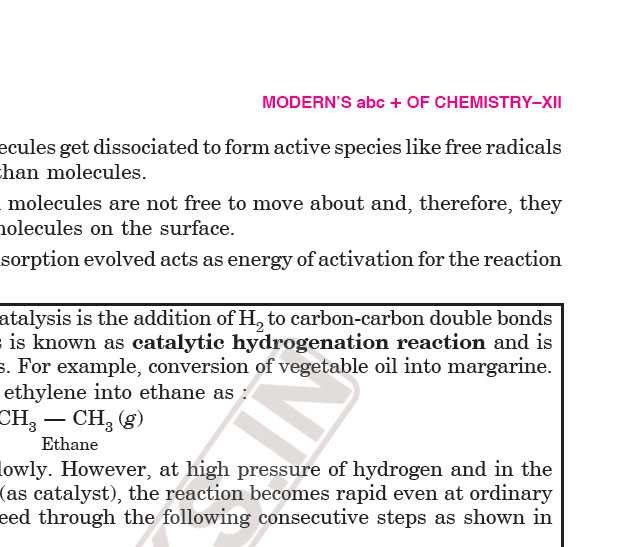 MODERN'S abc + OF CHEMISTRY–XII
ecules get dissociated to form active species like free radicals
than molecules.
molecules are not free to move about and, therefore, they
nolecules on the surface.
sorption evolved acts as energy of activation for the reaction
atalysis is the addition of H₂ to carbon-carbon double bonds
s is known as catalytic hydrogenation reaction and is
s. For example, conversion of vegetable oil into margarine.
ethylene into ethane as :
CH₃ — CH₃ (g)
Ethane
lowly. However, at high pressure of hydrogen and in the
(as catalyst), the reaction becomes rapid even at ordinary
eed through the following consecutive steps as shown in
S.IN